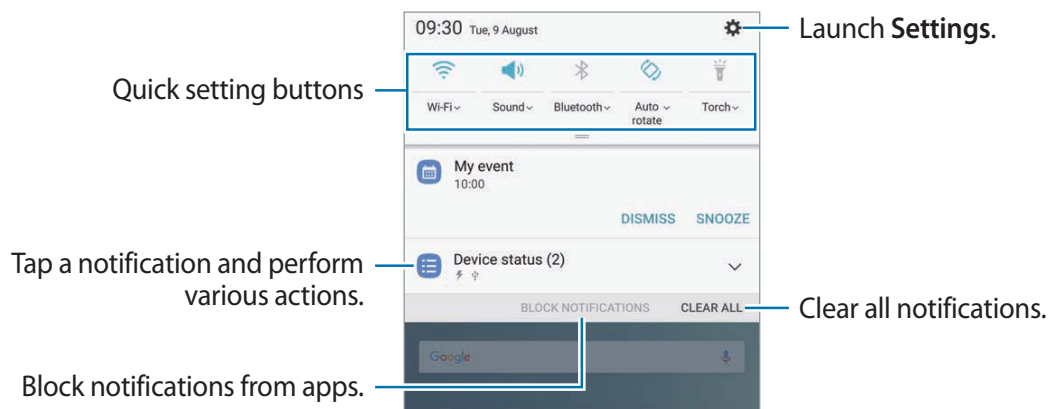 09:30 Tue, 9 August
Launch Settings.
Quick setting buttons
Wi-Fi
Sound
Bluetooth
Auto
rotate
Torch
My event
10:00
DISMISS SNOOZE
Tap a notification and perform
various actions.
Device status (2)
BLOCK NOTIFICATIONS CLEAR ALL
Clear all notifications.
Google
Block notifications from apps.